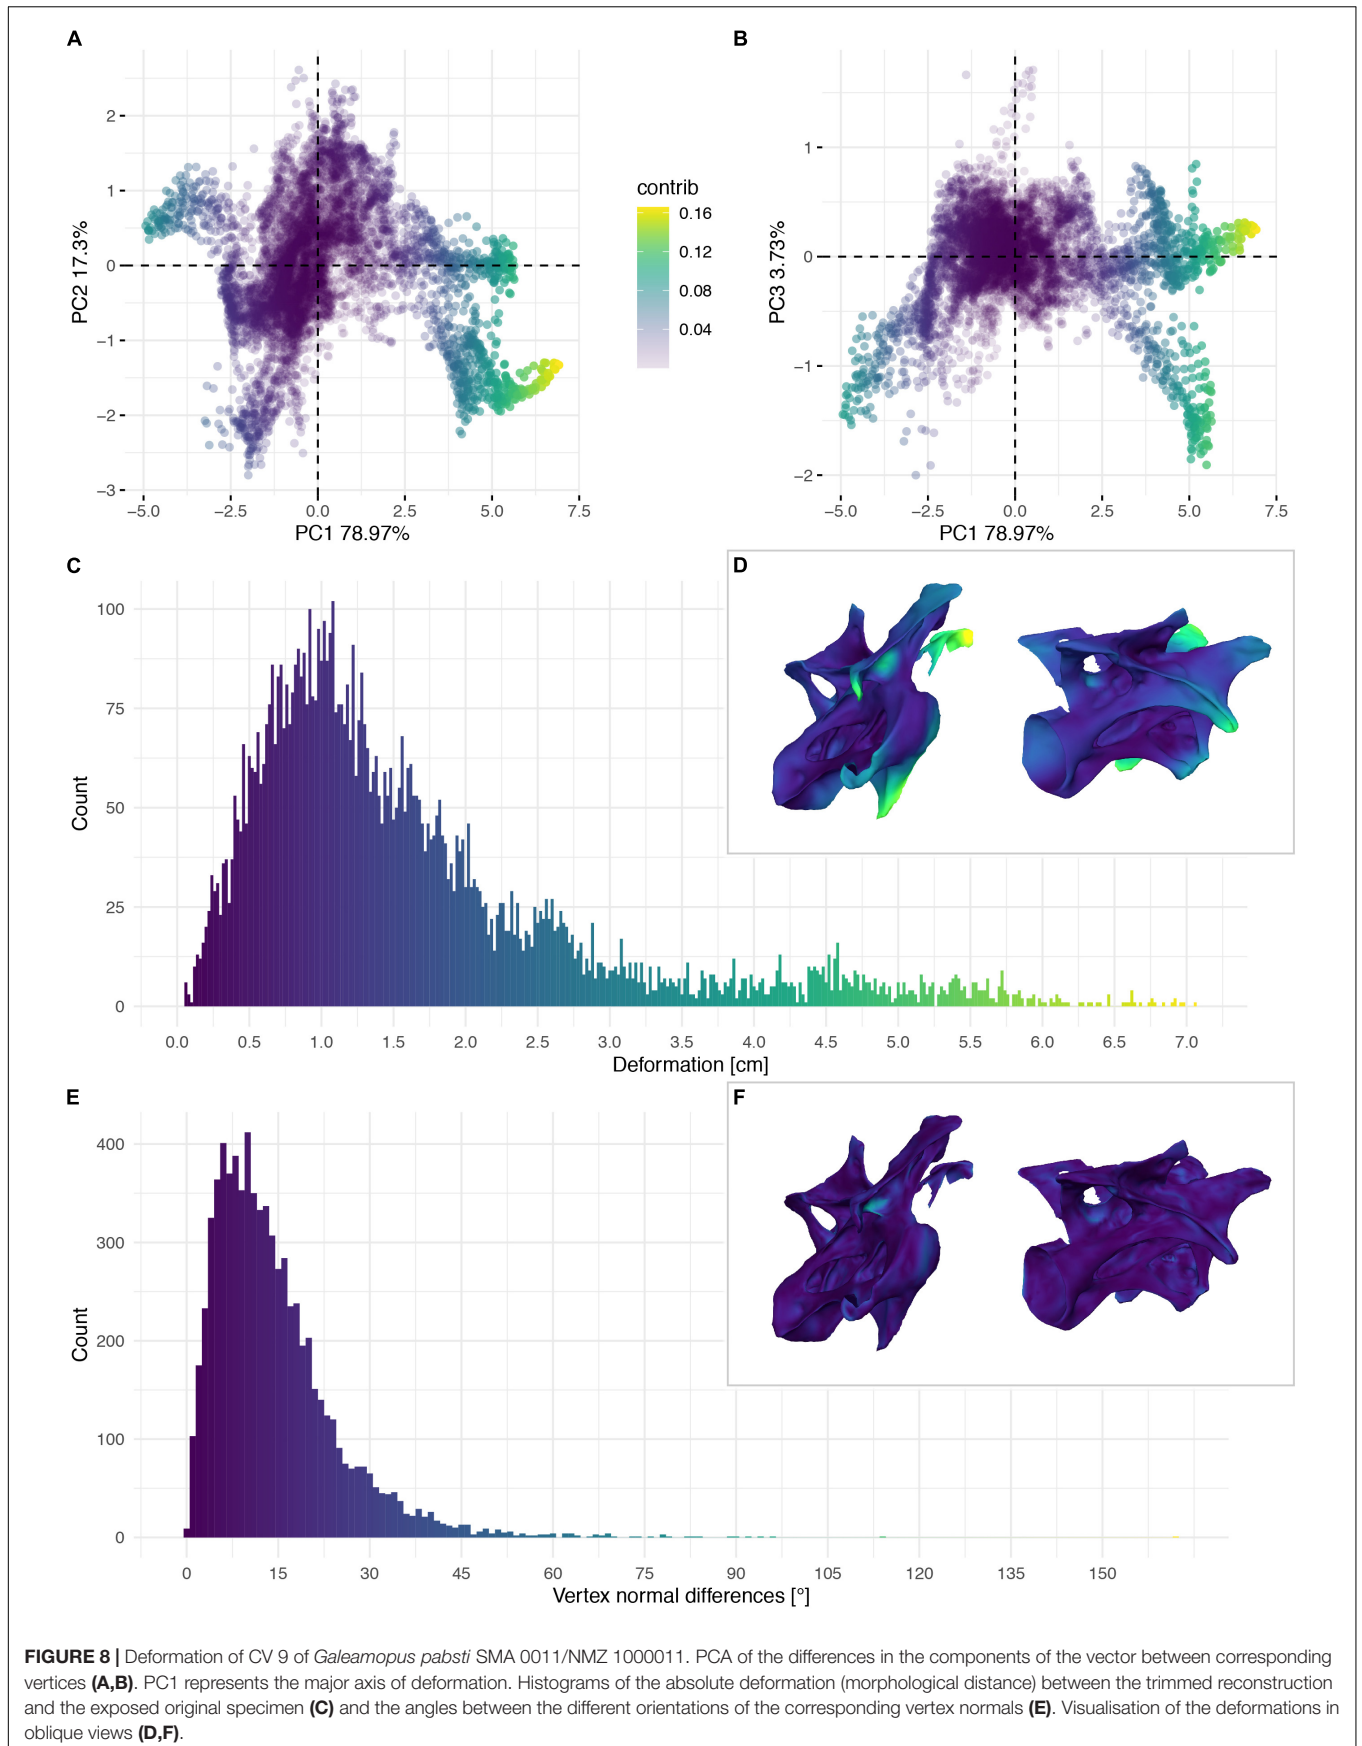 A
B
2
1
0
−1
−2
−3
PC2 17.3%
−5.0 −2.5 0.0 2.5 5.0 7.5
PC1 78.97%
contrib
0.16
0.12
0.08
0.04
1
0
−1
−2
PC3 3.73%
−5.0 −2.5 0.0 2.5 5.0 7.5
PC1 78.97%
C
D
100
75
50
25
0
Count
0.0 0.5 1.0 1.5 2.0 2.5 3.0 3.5 4.0 4.5 5.0 5.5 6.0 6.5 7.0
Deformation [cm]
E
F
400
300
200
100
0
Count
0 15 30 45 60 75 90 105 120 135 150
Vertex normal differences [°]
FIGURE 8 | Deformation of CV 9 of Galeamopus pabsti SMA 0011/NMZ 1000011. PCA of the differences in the components of the vector between corresponding
vertices (A,B). PC1 represents the major axis of deformation. Histograms of the absolute deformation (morphological distance) between the trimmed reconstruction
and the exposed original specimen (C) and the angles between the different orientations of the corresponding vertex normals (E). Visualisation of the deformations in
oblique views (D,F).